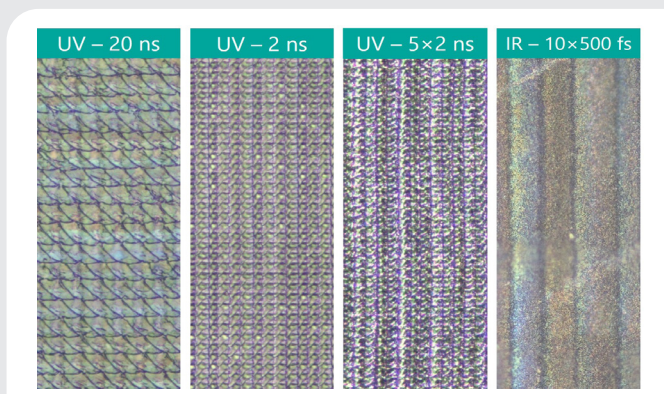 UV – 20 ns
UV – 2 ns
UV – 5×2 ns
IR – 10×500 fs